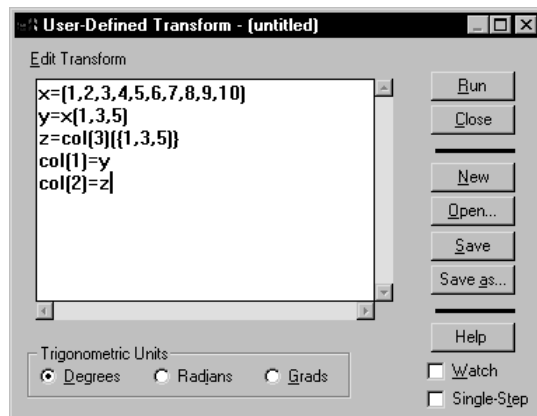 User-Defined Transform - (untitled)
Edit Transform
x=(1,2,3,4,5,6,7,8,9,10)
y=x(1,3,5)
z=col(3)({1,3,5})
col(1)=y
col(2)=z
Run
Close
New
Open...
Save
Save as...
Help
Trigonometric Units
Degrees Radians Grads
Watch
Single-Step